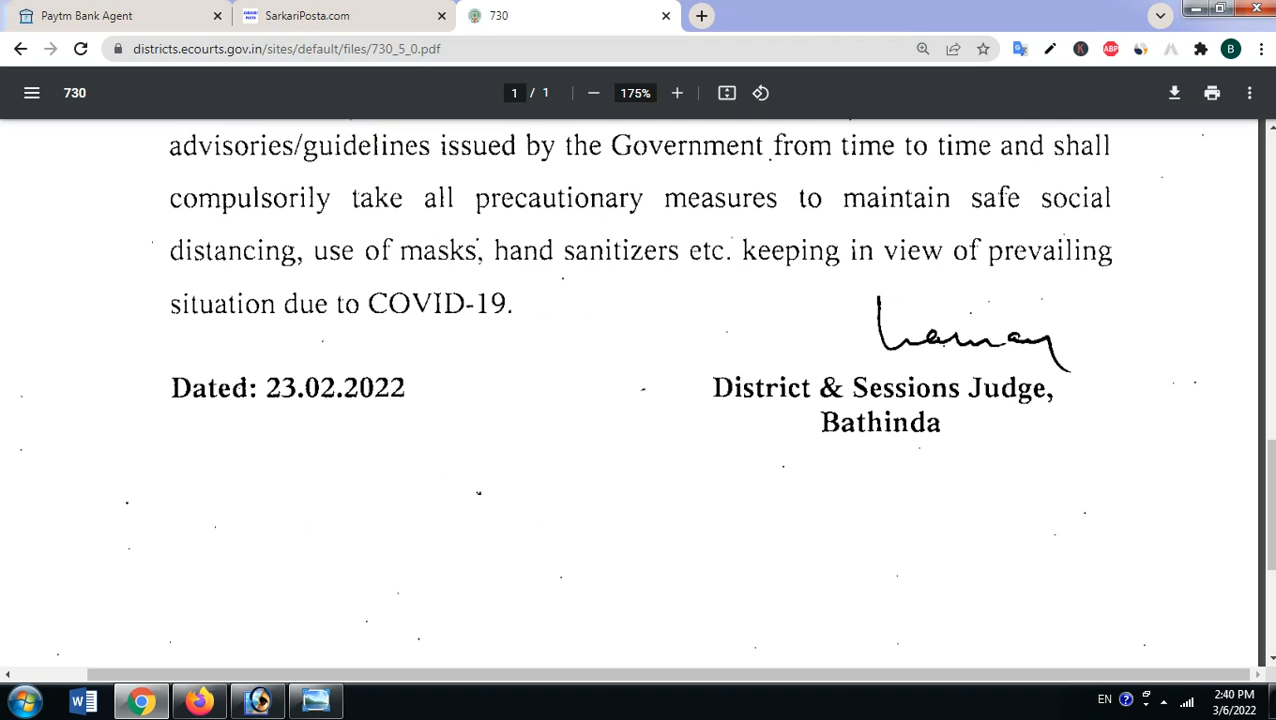 Paytm Bank Agent
SarkariPosta.com
730
districts.ecourts.gov.in/sites/default/files/730_5_0.pdf
730
1 / 1
175%
advisories/guidelines issued by the Government from time to time and shall
compulsorily take all precautionary measures to maintain safe social
distancing, use of masks, hand sanitizers etc. keeping in view of prevailing
situation due to COVID-19.
Dated: 23.02.2022
District & Sessions Judge,
Bathinda
EN
2:40 PM
3/6/2022